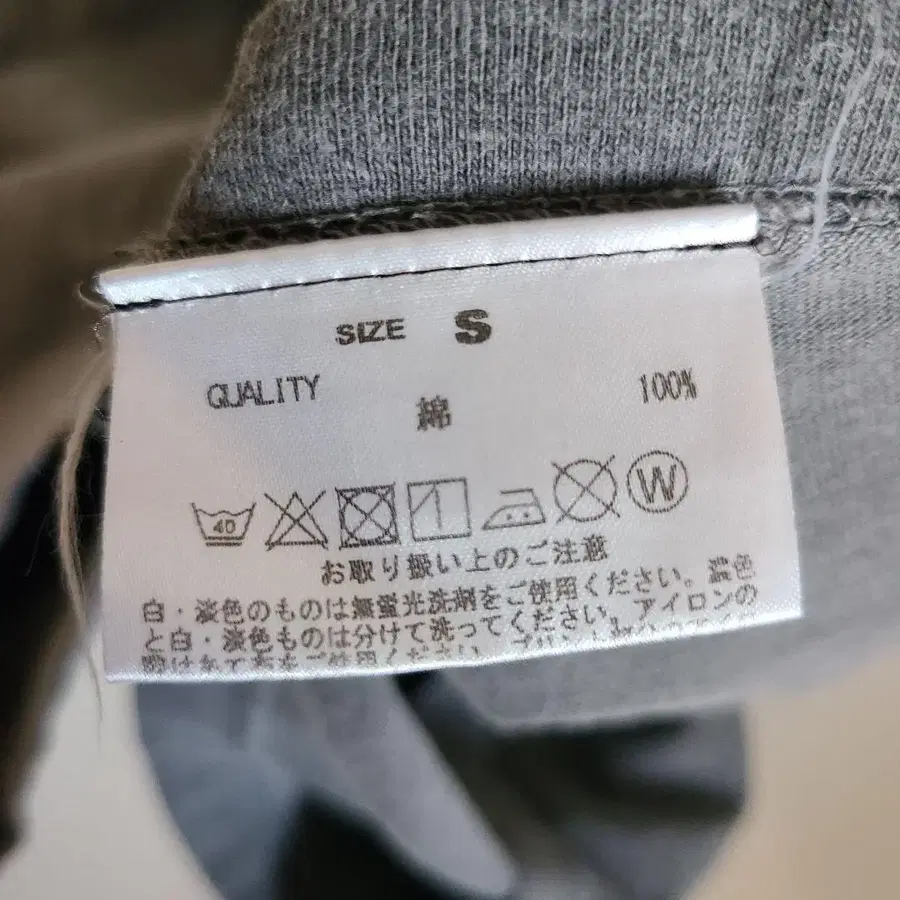 SIZE S
QUALITY 綿 100%
40 W
お取り扱い上のご注意
白・淡色のものは無蛍光洗剤をご使用ください。濃色
と白・淡色ものは分けて洗ってください。アイロンの